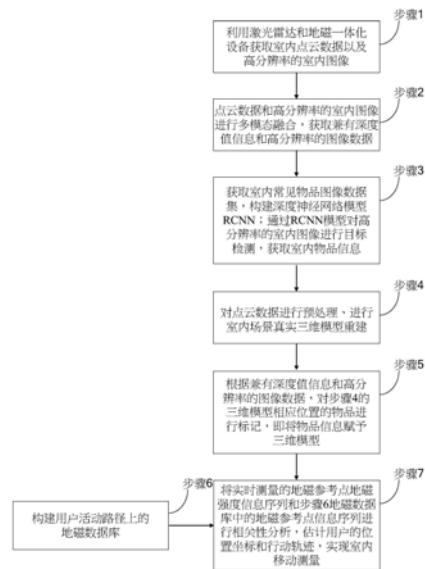 步骤1
利用激光雷达和地磁一体化
设备获取室内点云数据以及
高分辨率的室内图像
步骤2
点云数据和高分辨率的室内图像
进行多模态融合，获取兼有深度
值信息和高分辨率的图像数据
步骤3
获取室内常见物品图像数据
集，构建深度神经网络模型
RCNN；通过RCNN模型对高
分辨率的室内图像进行目标
检测，获取室内物品信息
步骤4
对点云数据进行预处理、进行
室内场景真实三维模型重建
步骤5
根据兼有深度值信息和高分
辨率的图像数据，对步骤4的
三维模型相应位置的物品进
行标记，即将物品信息赋予
三维模型
步骤6
构建用户活动路径上的
地磁数据库
步骤7
将实时测量的地磁参考点地磁
强度信息序列和步骤6地磁数据
库中的地磁参考点信息序列进
行相关性分析，估计用户的位
置坐标和行动轨迹，实现室内
移动测量